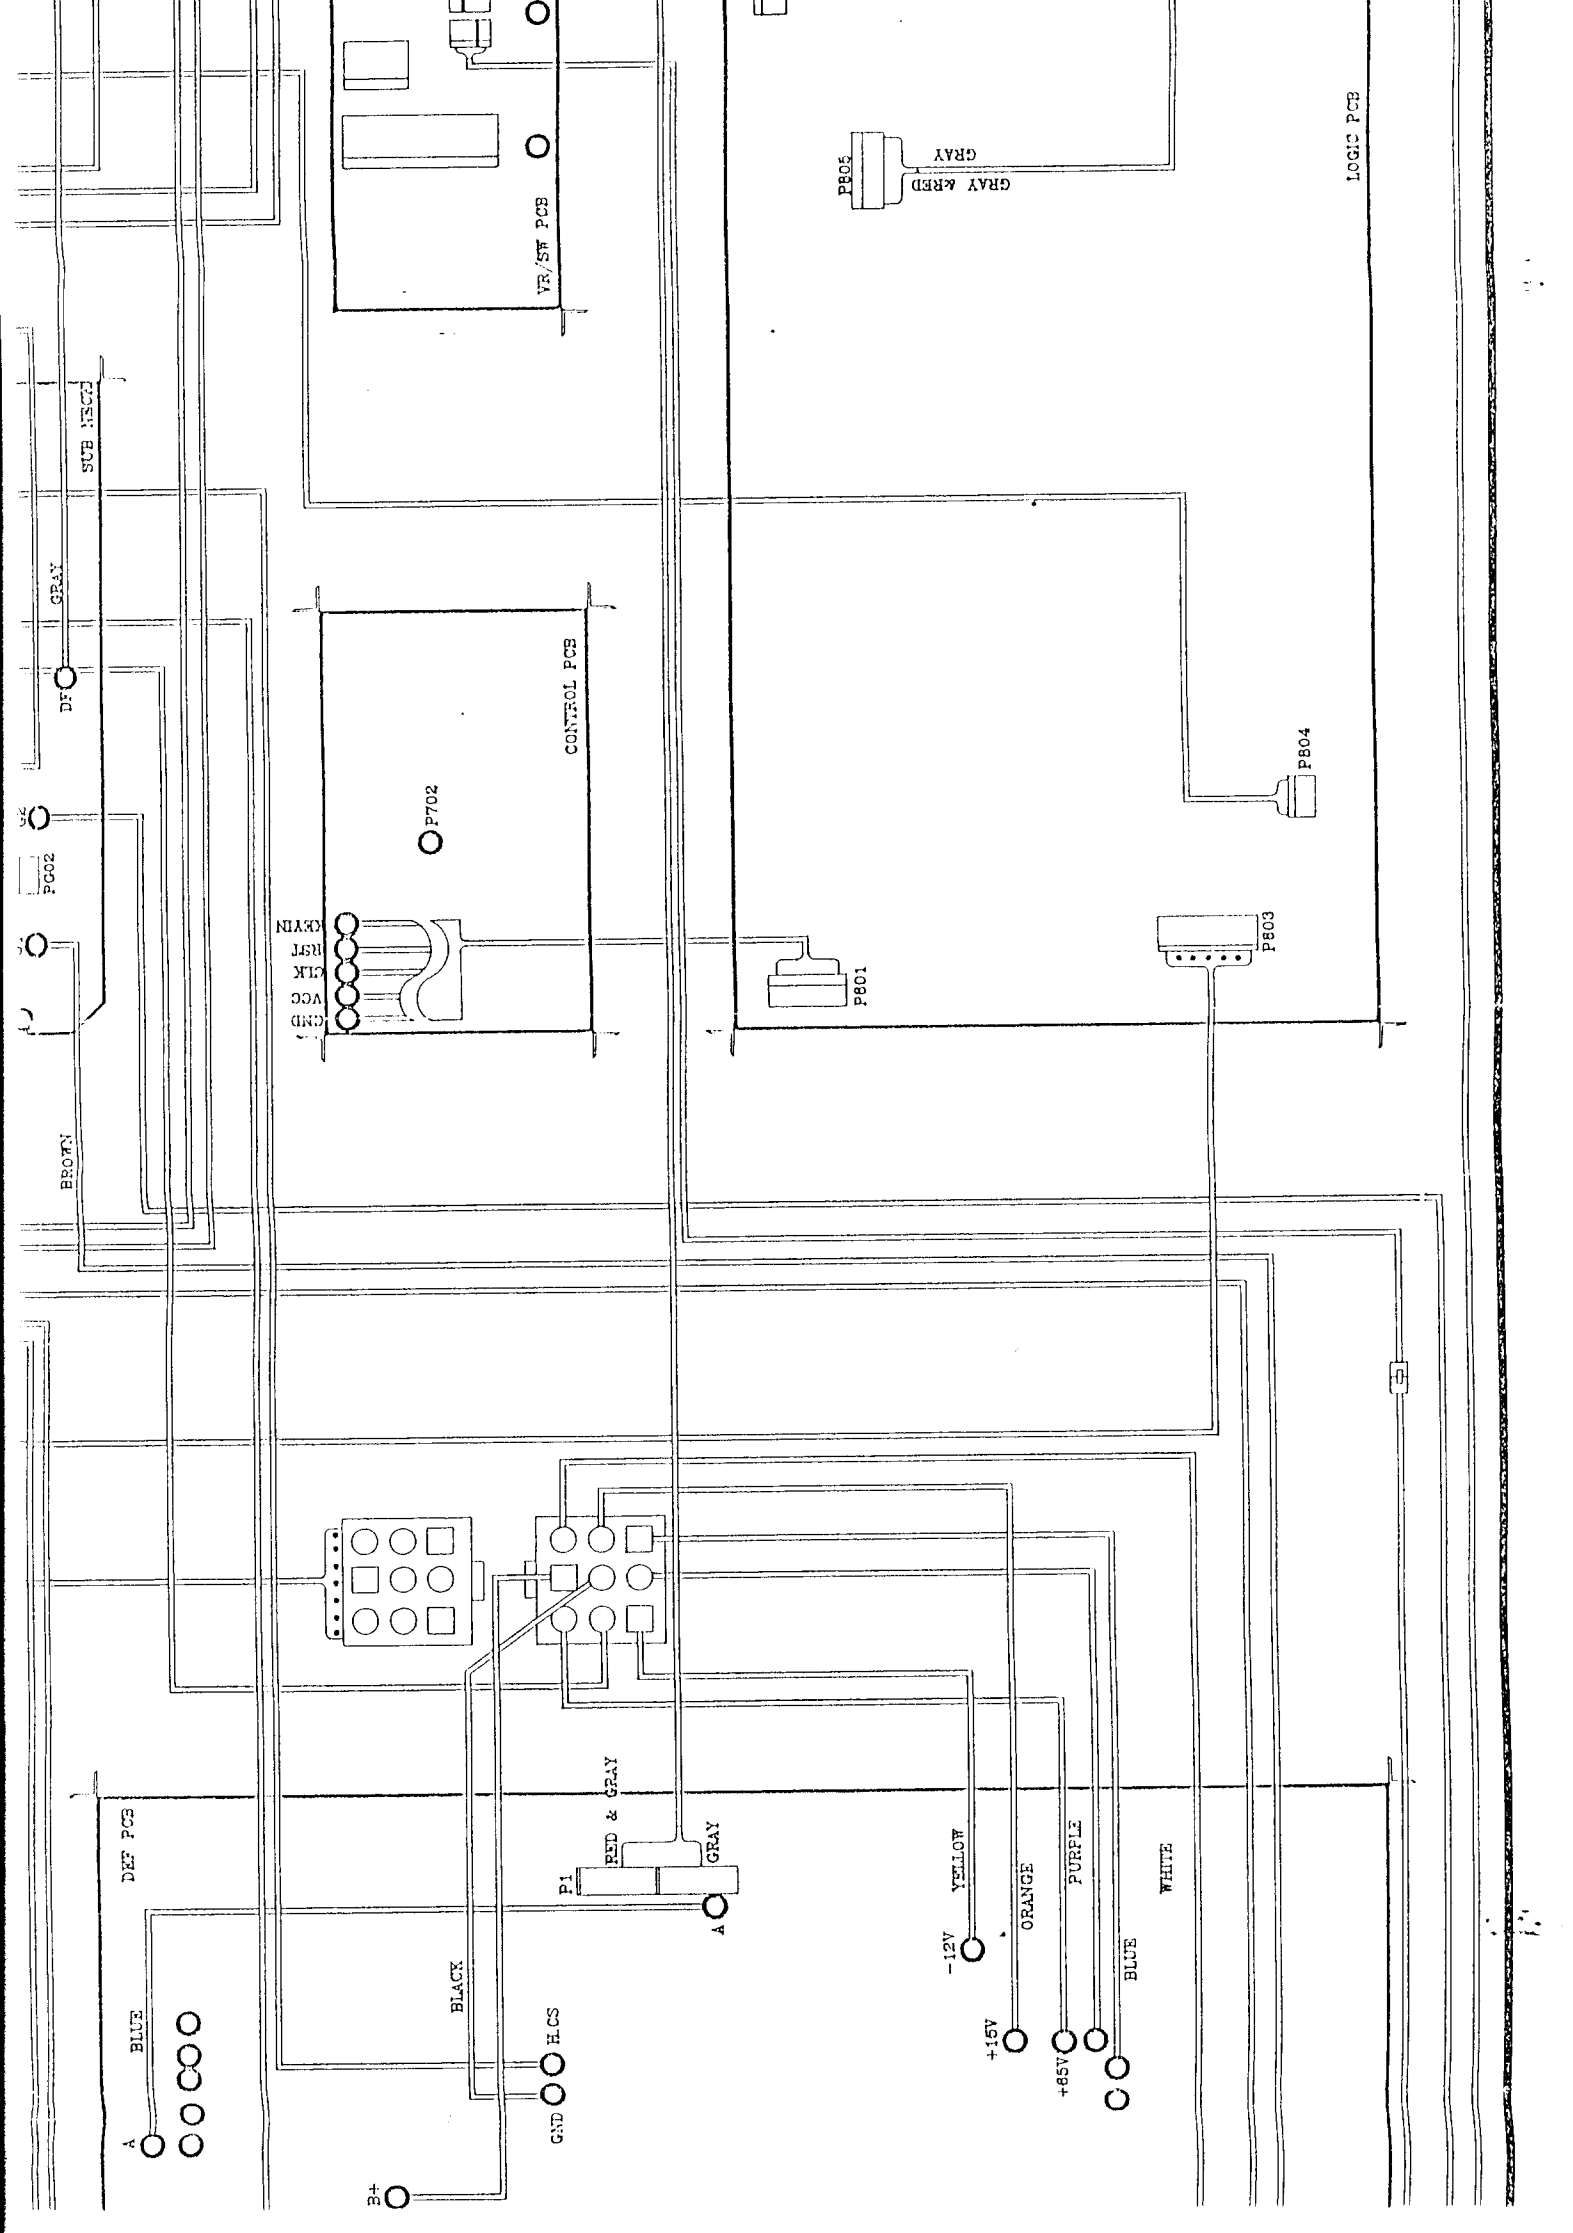 P805
GRAY
GRAY & RED
LOGIC PCB
VR/SW PCB
GRAY
DF
PG02
CONTROL PCB
P702
KEYIN
RST
CLK
VCC
GND
P801
P804
P803
BROWN
DEF PCB
RED & GRAY
GRAY
P1
A
YELLOW
ORANGE
PURPLE
WHITE
-12V
BLUE
BLACK
BLUE
H.CS
+15V
+85V
GND
A
B+